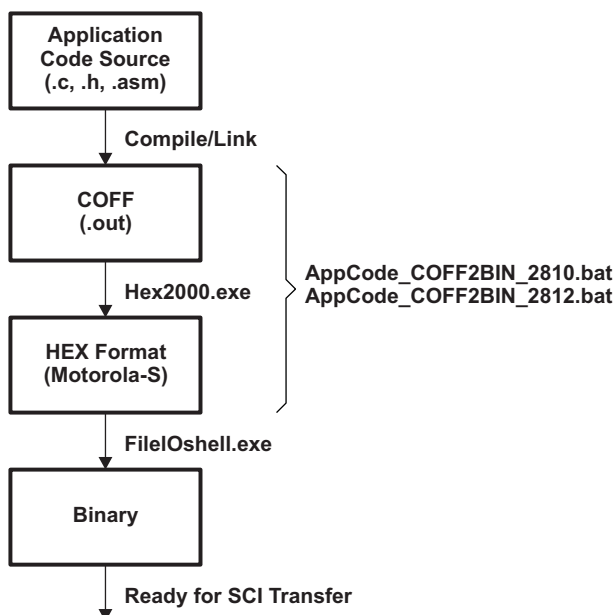 Application
Code Source
(.c, .h, .asm)
Compile/Link
COFF
(.out)
AppCode_COFF2BIN_2810.bat
AppCode_COFF2BIN_2812.bat
Hex2000.exe
HEX Format
(Motorola-S)
FileIOshell.exe
Binary
Ready for SCI Transfer